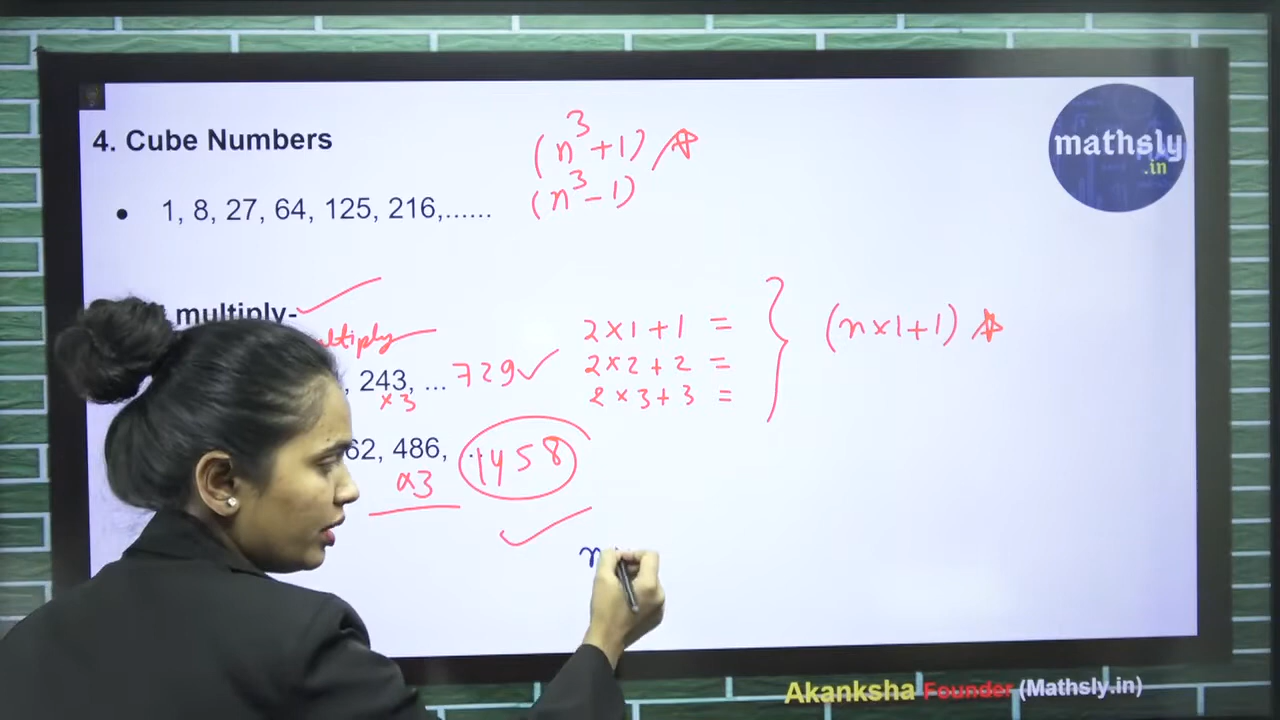 4. Cube Numbers
(n³+1)
(n³-1)
mathsly
.in
• 1, 8, 27, 64, 125, 216,......
multiply-
2×1+1 =
2×2+2 =
2×3+3 =
(n×1+1)
, 243, ... 729
×3
62, 486, 1458
×3
n
Akanksha Founder (Mathsly.in)